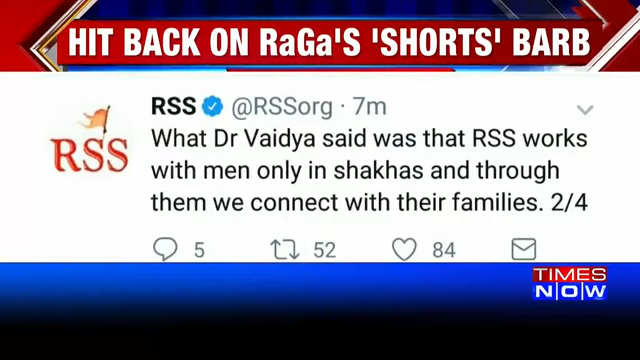 HIT BACK ON RaGa'S 'SHORTS' BARB
RSS
RSS @RSSorg · 7m
What Dr Vaidya said was that RSS works
with men only in shakhas and through
them we connect with their families. 2/4
5 52 84
TIMES
NOW